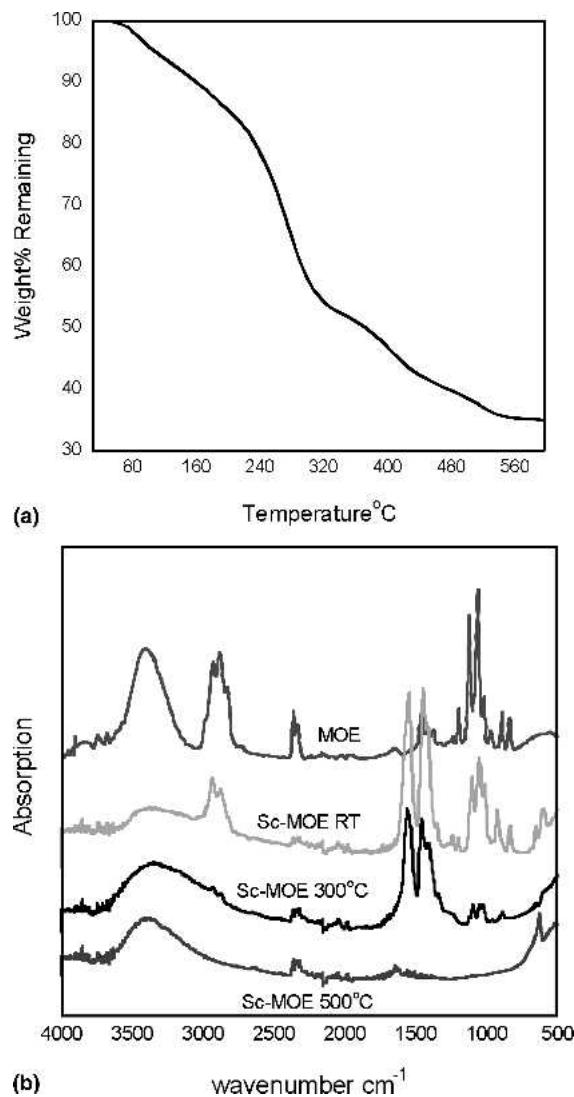 100
90
80
70
60
50
40
30
Weight% Remaining
60 160 240 320 400 480 560
Temperature°C
(a)
MOE
Sc-MOE RT
Sc-MOE 300°C
Sc-MOE 500°C
Absorption
4000 3500 3000 2500 2000 1500 1000 500
wavenumber cm⁻¹
(b)